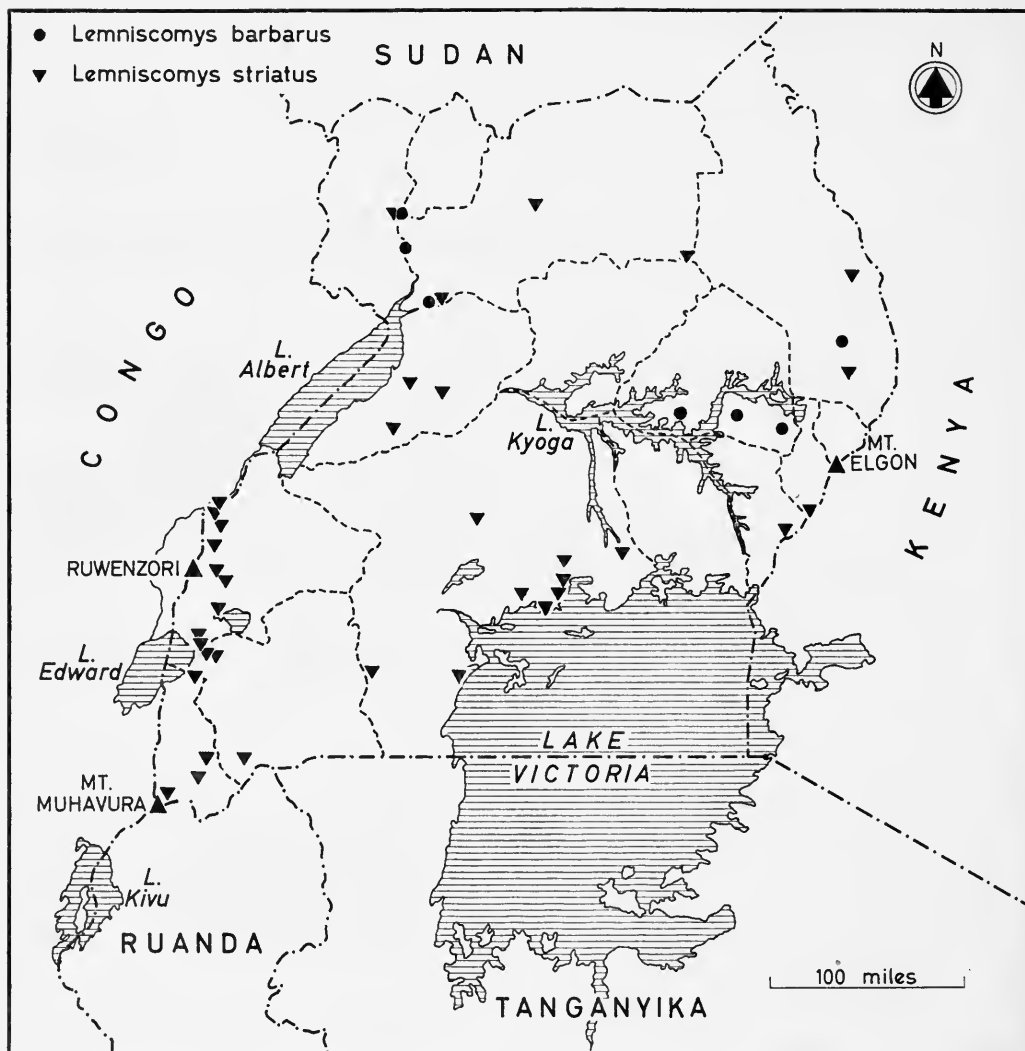 ● Lemniscomys barbarus
▼ Lemniscomys striatus
SUDAN
N
CONGO
L.
Albert
L.
Kyoga
KENYA
MT.
ELGON
RUWENZORI
L.
Edward
LAKE
VICTORIA
MT.
MUHAVURA
L.
Kivu
RUANDA
100 miles
TANGANYIKA